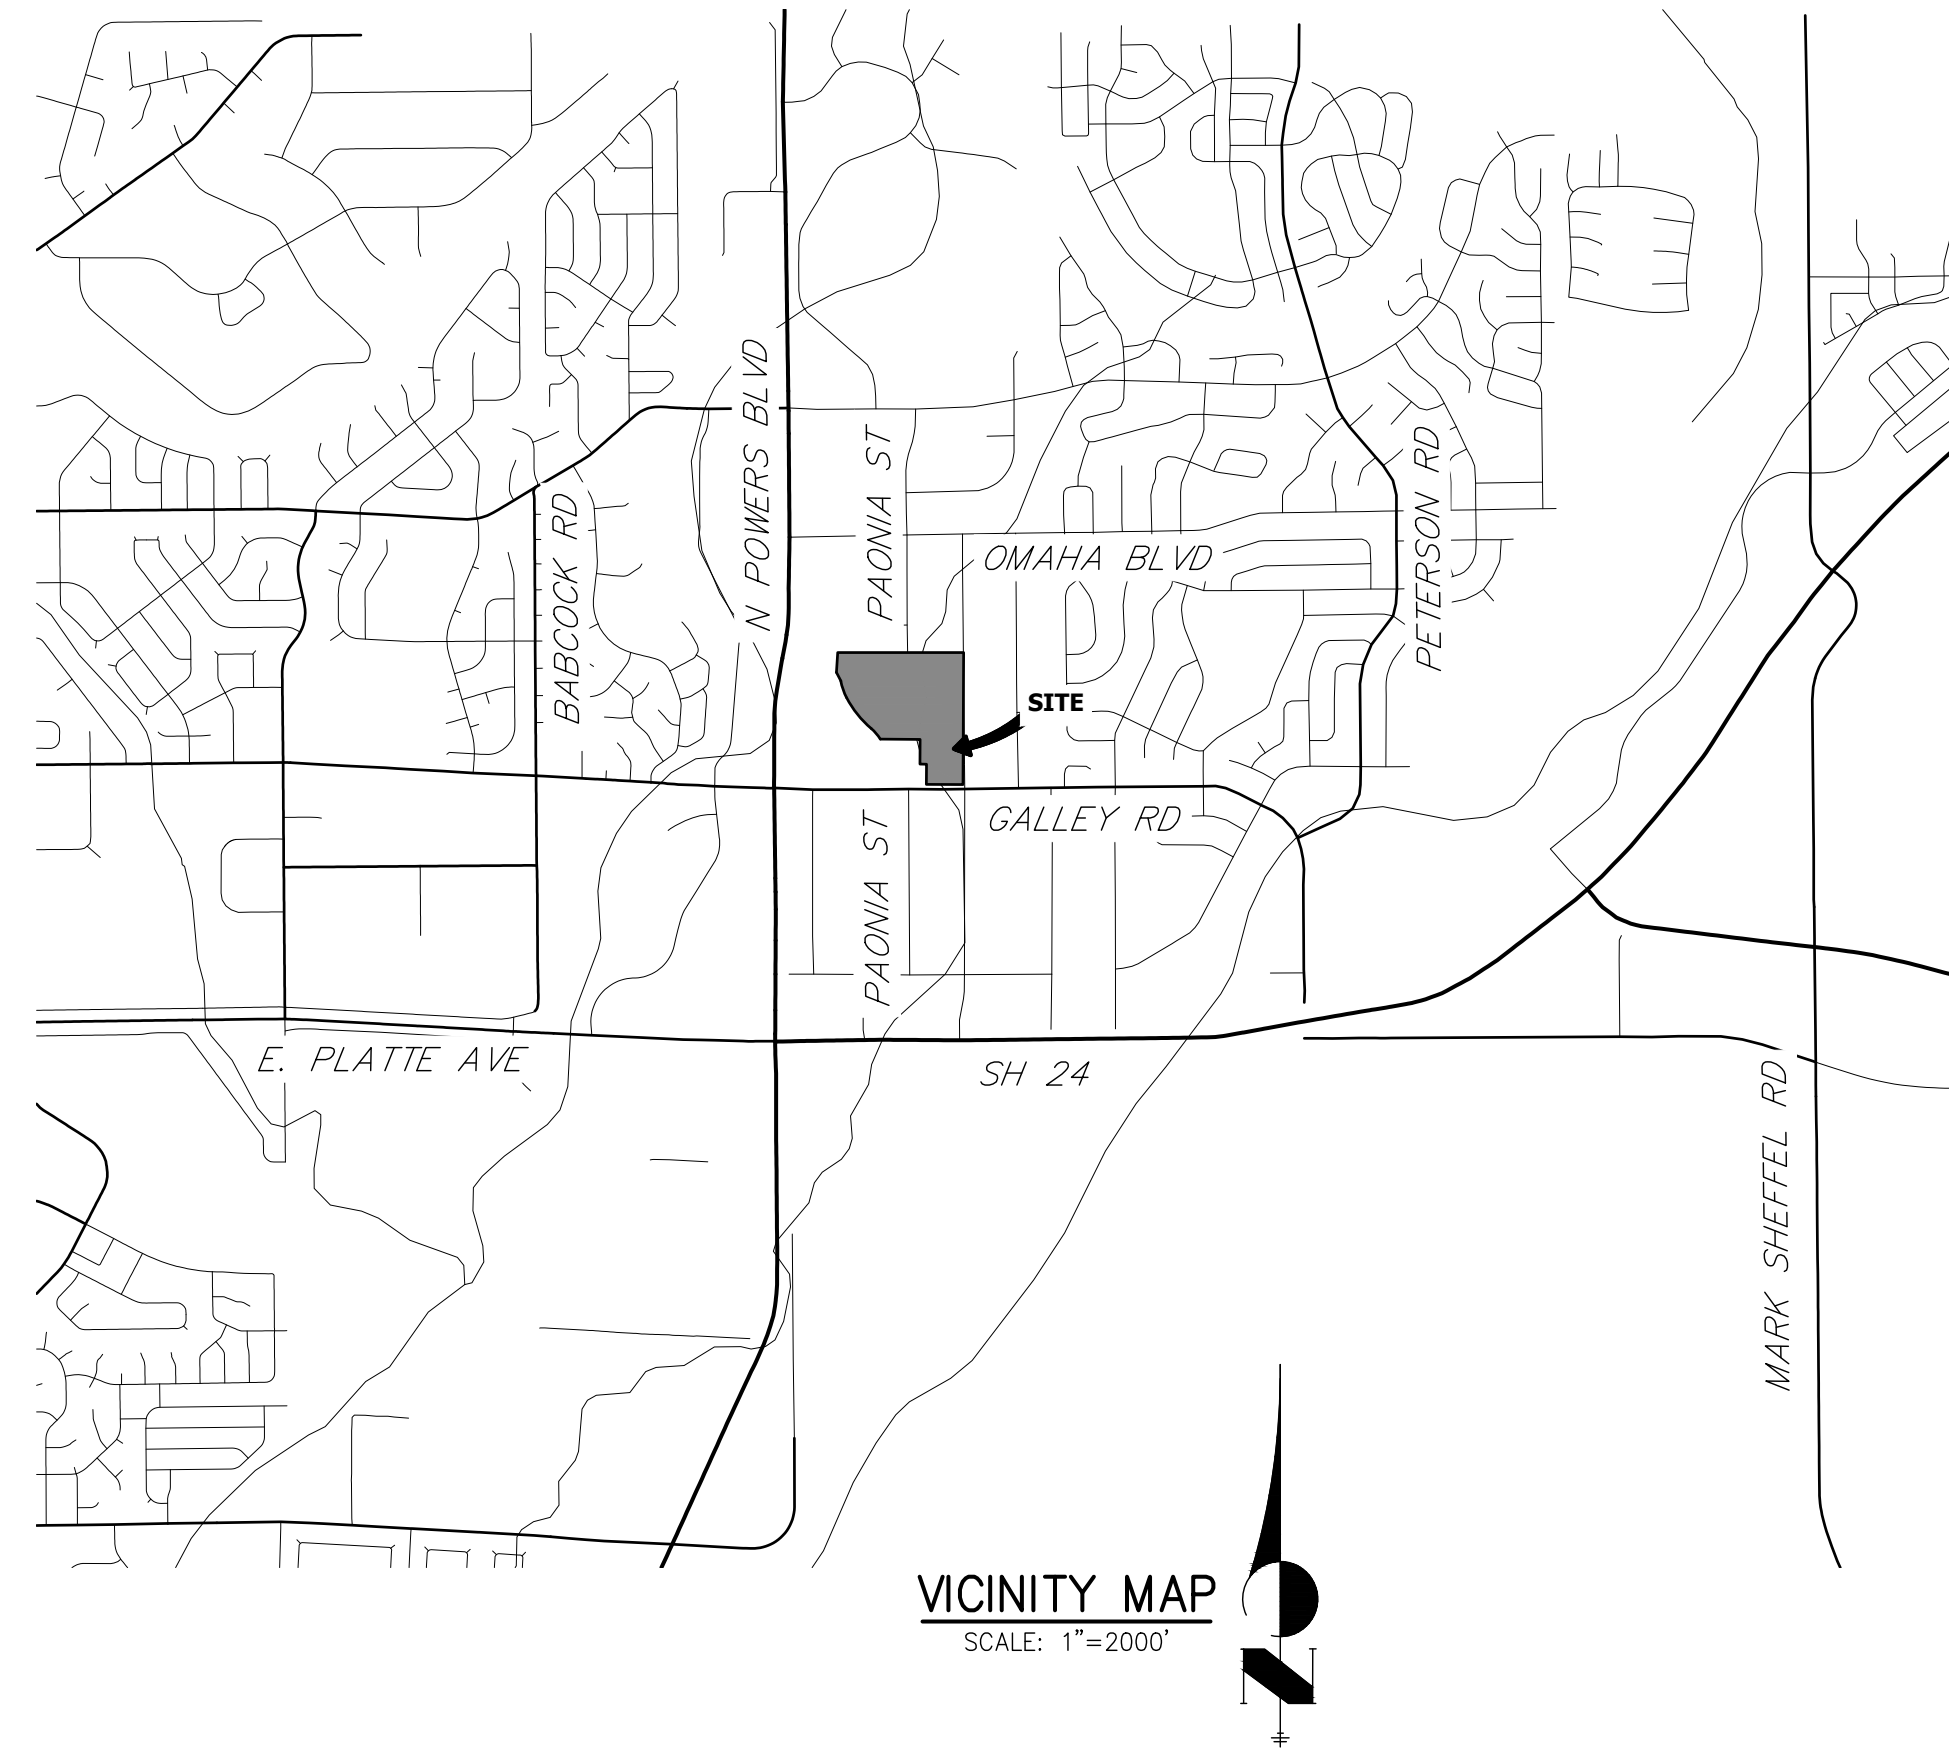 N POWERS BLVD
PAONIA ST
PETERSON RD
BABCOCK RD
OMAHA BLVD
SITE
GALLEY RD
PAONIA ST
E. PLATTE AVE
SH 24
MARK SHEFFEL RD
VICINITY MAP
SCALE: 1"=2000'
N